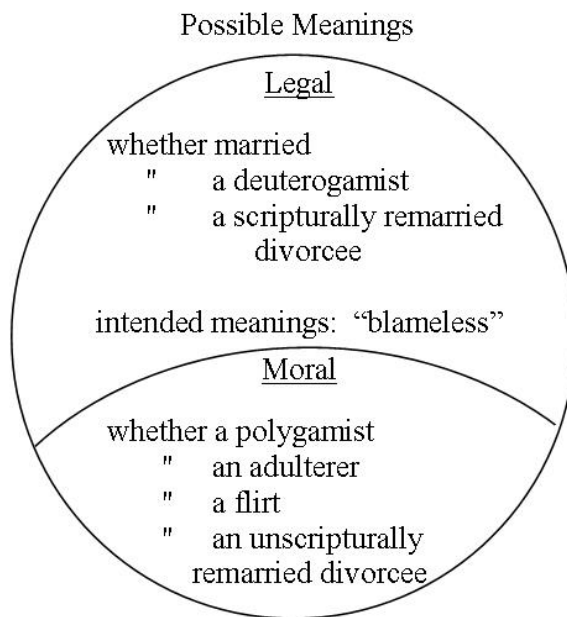 Possible Meanings
Legal
whether married
" a deuterogamist
" a scripturally remarried
divorcee
intended meanings: “blameless”
Moral
whether a polygamist
" an adulterer
" a flirt
" an unscripturally
remarried divorcee